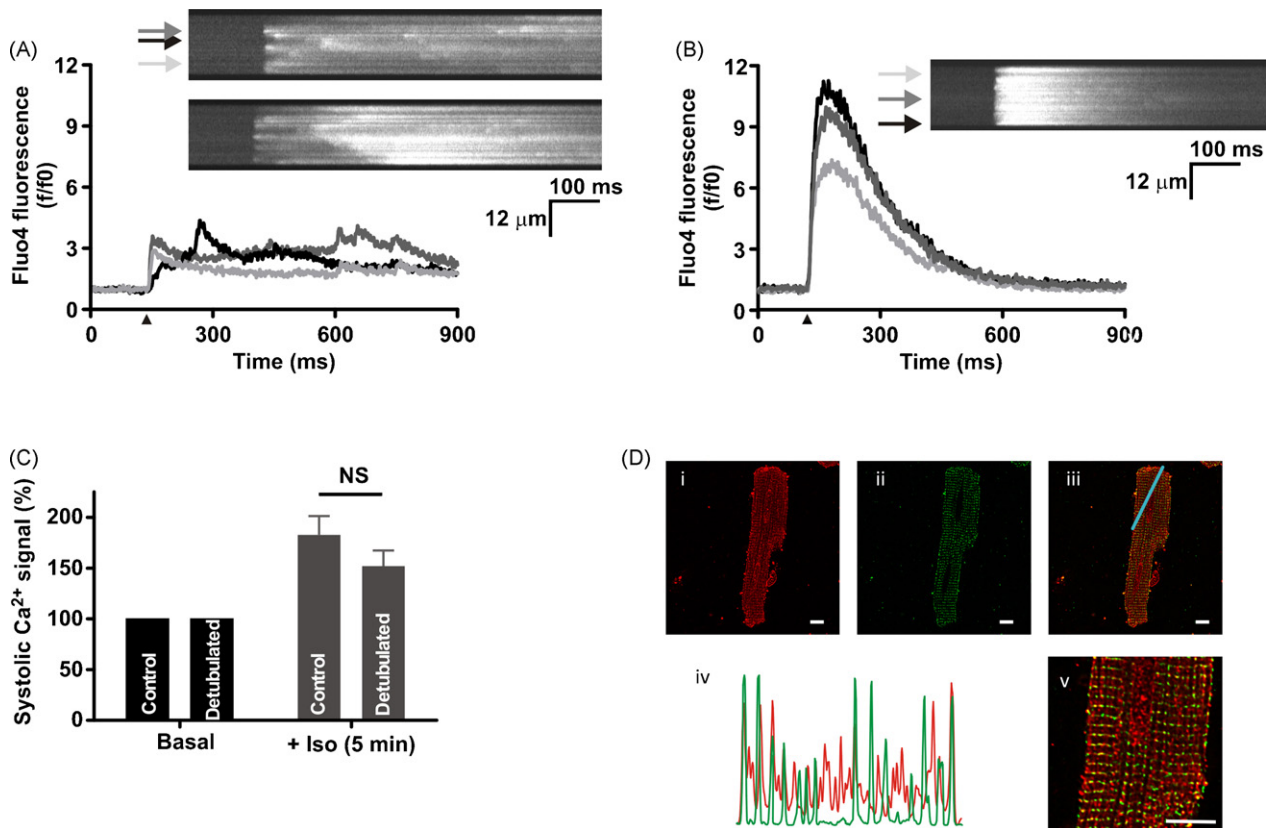 (A)
12
9
6
3
0
Fluo4 fluorescence
(f/f0)
0 300 600 900
Time (ms)
100 ms
12 μm
(B)
12
9
6
3
0
Fluo4 fluorescence
(f/f0)
0 300 600 900
Time (ms)
100 ms
12 μm
(C)
NS
200
150
100
50
0
Systolic Ca²⁺ signal (%)
Control
Detubulated
Control
Detubulated
Basal
+ Iso (5 min)
(D)
i
ii
iii
iv
v